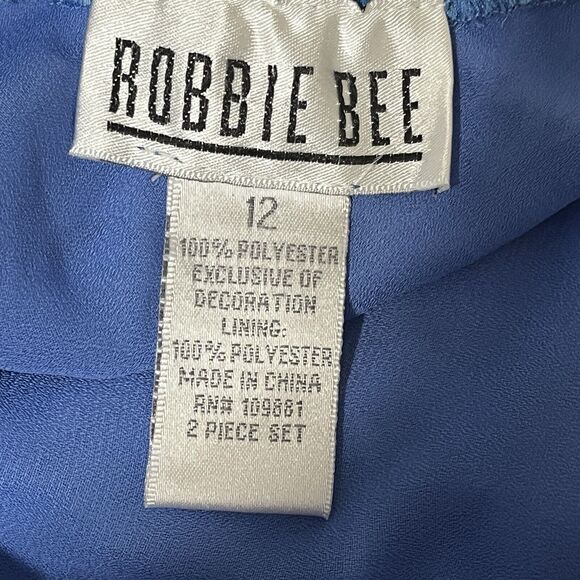 ROBBIE BEE
12
100% POLYESTER
EXCLUSIVE OF
DECORATION
LINING:
100% POLYESTER
MADE IN CHINA
RN# 109881
2 PIECE SET